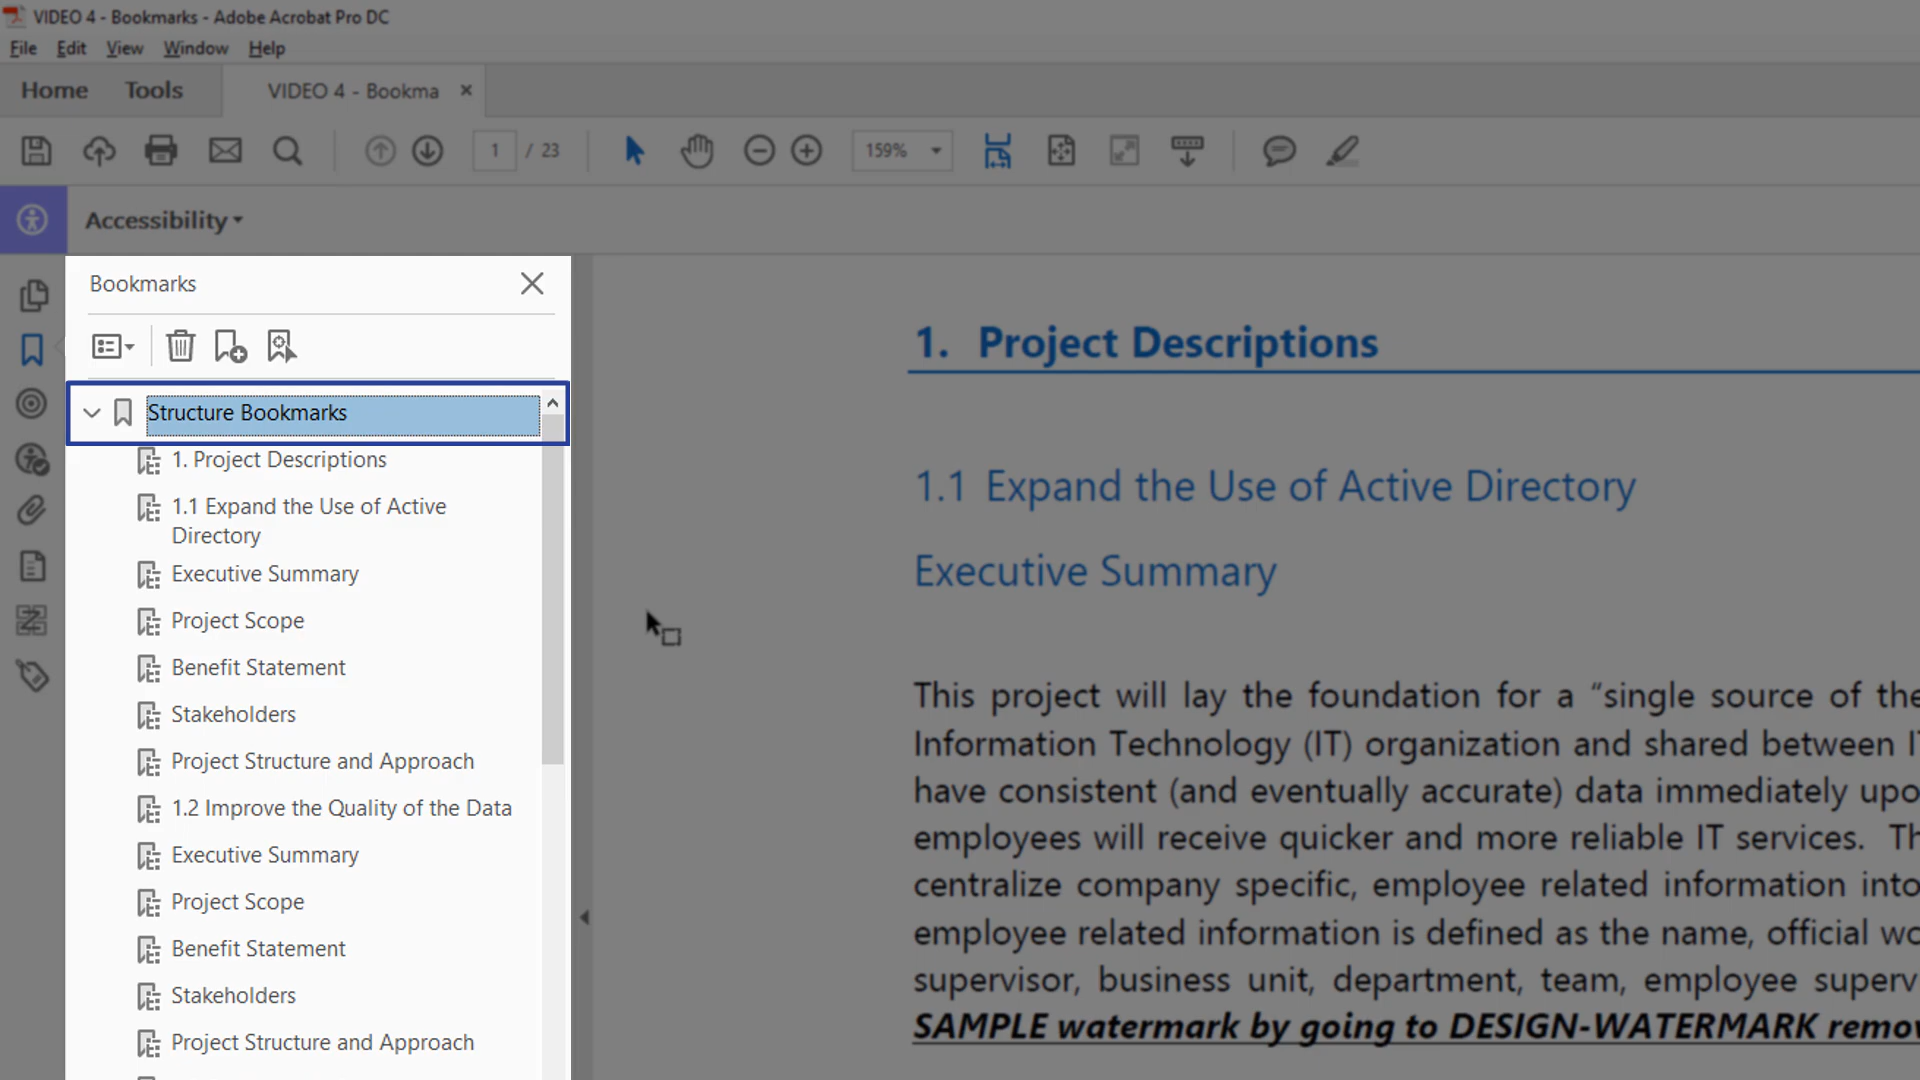 VIDEO 4 - Bookmarks - Adobe Acrobat Pro DC
File Edit View Window Help
Home Tools VIDEO 4 - Bookma
1 / 23 159%
Accessibility
Bookmarks
Structure Bookmarks
1. Project Descriptions
1.1 Expand the Use of Active
Directory
Executive Summary
Project Scope
Benefit Statement
Stakeholders
Project Structure and Approach
1.2 Improve the Quality of the Data
Executive Summary
Project Scope
Benefit Statement
Stakeholders
Project Structure and Approach
1. Project Descriptions
1.1 Expand the Use of Active Directory
Executive Summary
This project will lay the foundation for a “single source of the
Information Technology (IT) organization and shared between
have consistent (and eventually accurate) data immediately upo
employees will receive quicker and more reliable IT services. Th
centralize company specific, employee related information into
employee related information is defined as the name, official wo
supervisor, business unit, department, team, employee superv
SAMPLE watermark by going to DESIGN-WATERMARK remov